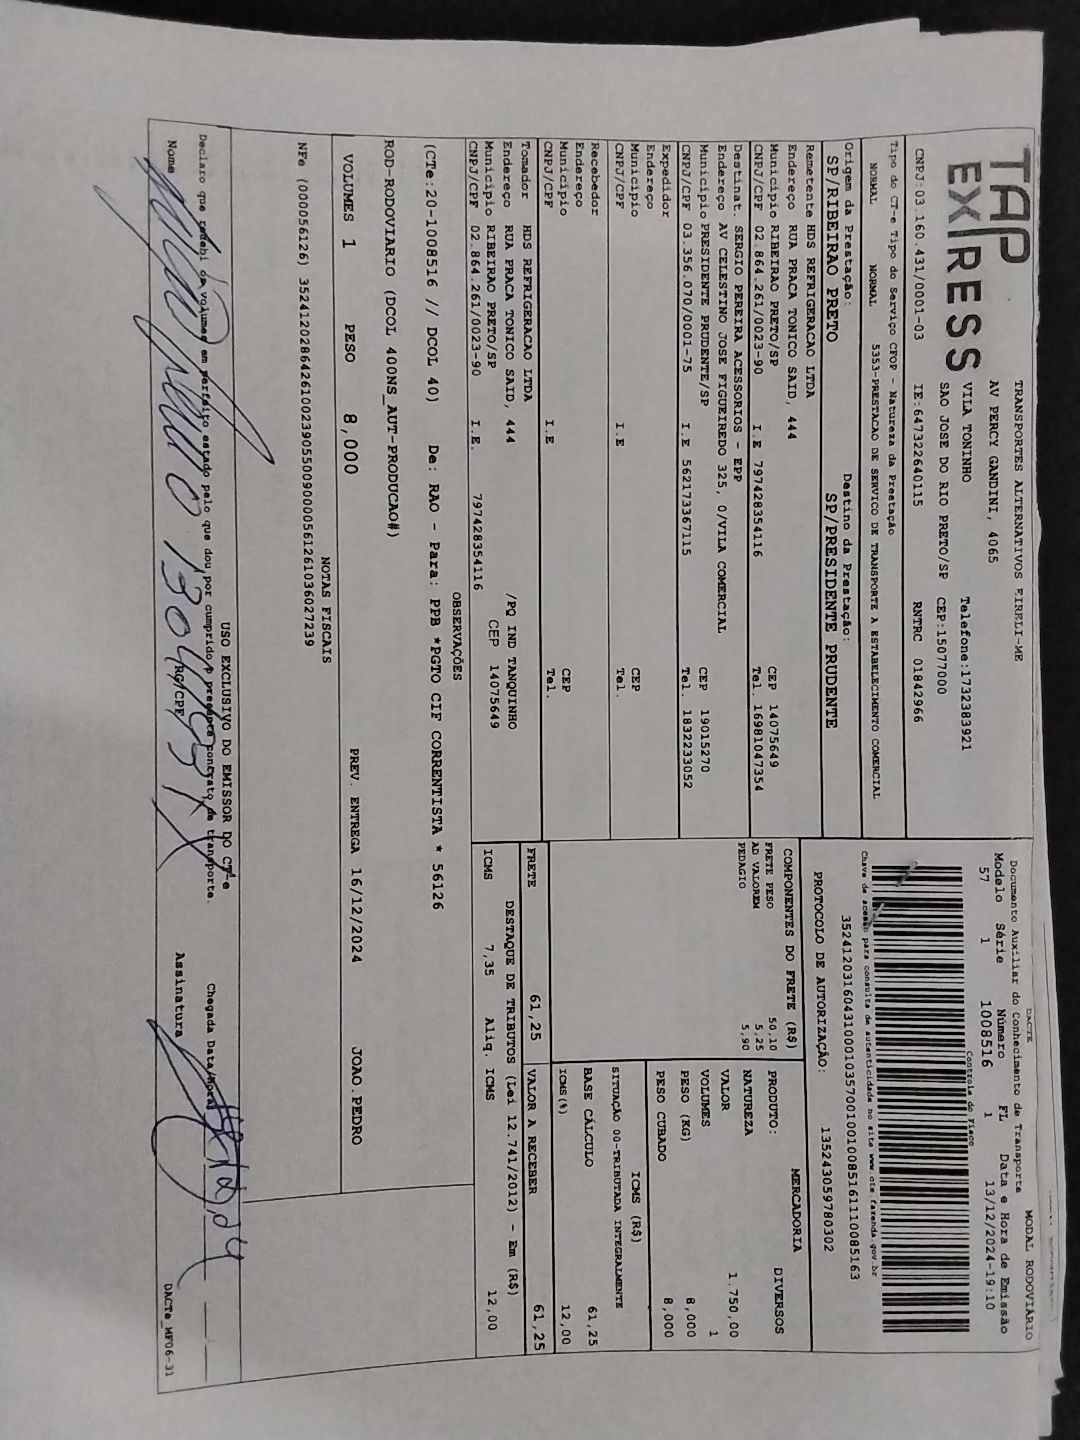 TAP
EXPRESS
TRANSPORTES ALTERNATIVOS EIRELI-ME
AV PERCY GANDINI, 4065
VILA TONINHO Telefone:1732383921
SAO JOSE DO RIO PRETO/SP CEP:15077000
CNPJ:03.160.431/0001-03 IE:647322640115 RNTRC 01842966
DACTE MODAL RODOVIÁRIO
Documento Auxiliar do Conhecimento de Transporte
Modelo Série Número FL Data e Hora de Emissão
57 1 1008516 1 13/12/2024-19:10
Controle do Fisco
Chave de acesso para consulta de autenticidade no site www.cte.fazenda.gov.br
35241203160431000103570010010085161110085163
PROTOCOLO DE AUTORIZAÇÃO: 135243059780302
Tipo do CT-e Tipo do Serviço CFOP - Natureza da Prestação
NORMAL NORMAL 5353-PRESTACAO DE SERVICO DE TRANSPORTE A ESTABELECIMENTO COMERCIAL
Origem da Prestação: Destino da Prestação:
SP/RIBEIRAO PRETO SP/PRESIDENTE PRUDENTE
Remetente HDS REFRIGERACAO LTDA
Endereço RUA PRACA TONICO SAID, 444
Município RIBEIRAO PRETO/SP CEP 14075649
CNPJ/CPF 02.864.261/0023-90 I.E 797428354116 Tel. 16981047354
Destinat. SERGIO PEREIRA ACESSORIOS - EPP
Endereço AV CELESTINO JOSE FIGUEIREDO 325, 0/VILA COMERCIAL
Município PRESIDENTE PRUDENTE/SP CEP 19015270
CNPJ/CPF 03.356.070/0001-75 I.E 562173367115 Tel. 1832233052
Expedidor
Endereço
Município CEP
CNPJ/CPF I.E Tel.
Recebedor
Endereço
Município CEP
CNPJ/CPF I.E Tel.
Tomador HDS REFRIGERACAO LTDA
Endereço RUA PRACA TONICO SAID, 444 /PQ IND TANQUINHO
Município RIBEIRAO PRETO/SP CEP 14075649
CNPJ/CPF 02.864.261/0023-90 I.E. 797428354116
COMPONENTES DO FRETE (R$)
FRETE PESO 50,10
AD VALOREM 5,25
PEDAGIO 5,90
MERCADORIA
PRODUTO: DIVERSOS
NATUREZA
VALOR 1.750,00
VOLUMES 1
PESO (KG) 8,000
PESO CUBADO 8,000
ICMS (R$)
SITUAÇÃO 00-TRIBUTADA INTEGRALMENTE
BASE CÁLCULO 61,25
ICMS(%) 12,00
FRETE 61,25 VALOR A RECEBER 61,25
DESTAQUE DE TRIBUTOS (Lei 12.741/2012) - Em (R$)
ICMS 7,35 Aliq. ICMS 12,00
OBSERVAÇÕES
(CTe:20-1008516 // DCOL 40) De: RAO - Para: PPB *PGTO CIF CORRENTISTA * 56126
ROD-RODOVIARIO (DCOL 400NS_AUT-PRODUCAO#)
VOLUMES 1 PESO 8,000 PREV. ENTREGA 16/12/2024 JOAO.PEDRO
NOTAS FISCAIS
NFe (000056126) 35241202864261002390550090000561261036027239
USO EXCLUSIVO DO EMISSOR DO CT-e
Declaro que recebi os volumes em perfeito estado pelo que dou por cumprido o presente contrato de transporte.
Chegada Data/Hora:
Nome RG/CPF Assinatura
DACTe_MF06-31